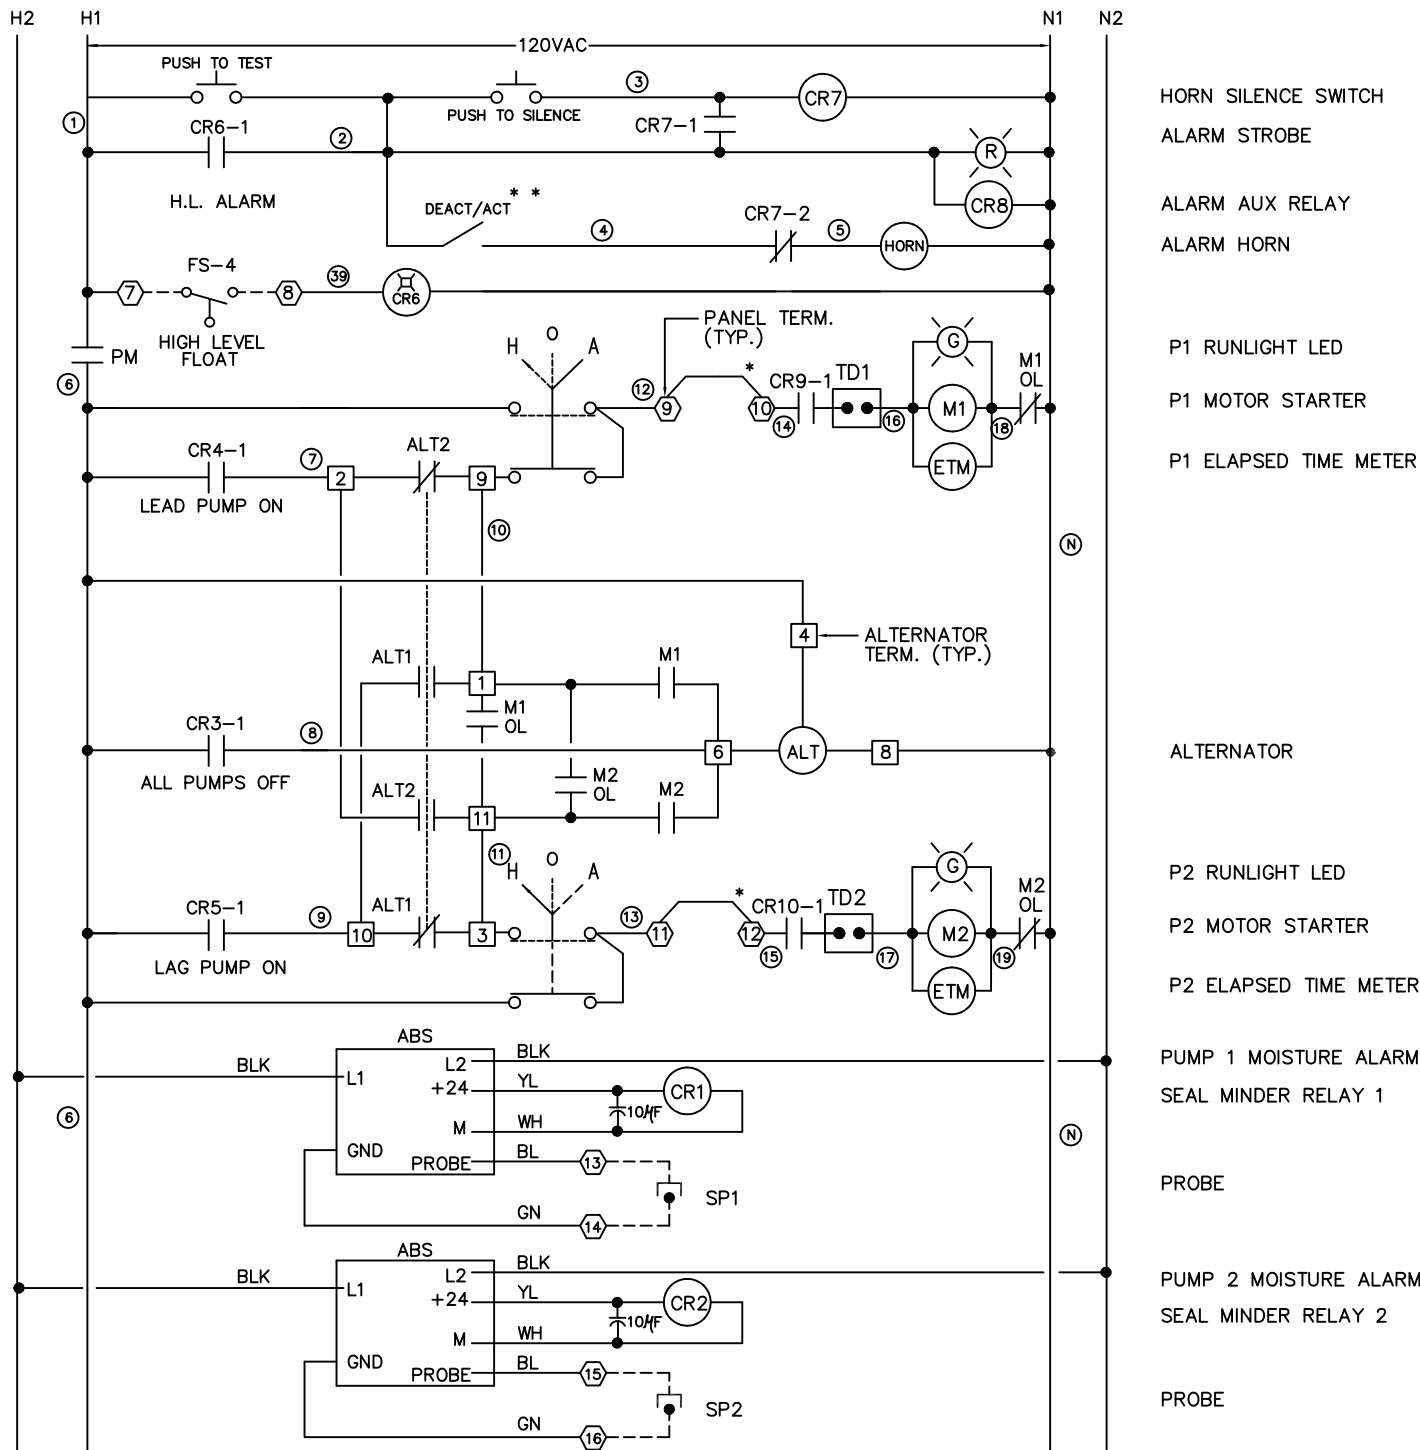 H2 H1 N1 N2
120VAC
PUSH TO TEST
3
CR7
HORN SILENCE SWITCH
PUSH TO SILENCE
1
CR6-1
2
CR7-1
R
ALARM STROBE
H.L. ALARM
DEACT/ACT * *
CR8
ALARM AUX RELAY
4
CR7-2
5
HORN
ALARM HORN
FS-4
7
8
39
CR6
HIGH LEVEL
FLOAT
PM
H O A
PANEL TERM.
(TYP.)
G
P1 RUNLIGHT LED
6
12
9
*
10
CR9-1
14
TD1
16
M1
18
M1
OL
P1 MOTOR STARTER
CR4-1
7
2
ALT2
9
ETM
P1 ELAPSED TIME METER
LEAD PUMP ON
10
N
4
ALTERNATOR
TERM. (TYP.)
ALT1
1
M1
M1
OL
CR3-1
8
6
ALT
8
ALTERNATOR
ALL PUMPS OFF
ALT2
M2
OL
M2
11
11
H O A
G
P2 RUNLIGHT LED
CR5-1
9
10
ALT1
3
13
11
*
12
CR10-1
15
TD2
17
M2
19
M2
OL
P2 MOTOR STARTER
LAG PUMP ON
ETM
P2 ELAPSED TIME METER
ABS
BLK
L1
L2
BLK
PUMP 1 MOISTURE ALARM
+24
YL
CR1
SEAL MINDER RELAY 1
10µF
6
M
WH
N
GND
PROBE
BL
13
SP1
PROBE
GN
14
ABS
BLK
L1
L2
BLK
PUMP 2 MOISTURE ALARM
+24
YL
CR2
SEAL MINDER RELAY 2
10µF
M
WH
GND
PROBE
BL
15
SP2
PROBE
GN
16